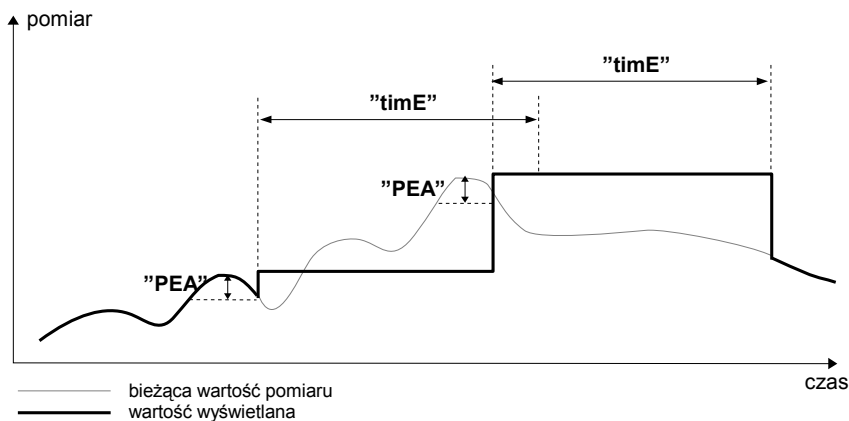 pomiar
”timE”
”timE”
”PEA”
”PEA”
czas
bieżąca wartość pomiaru
wartość wyświetlana